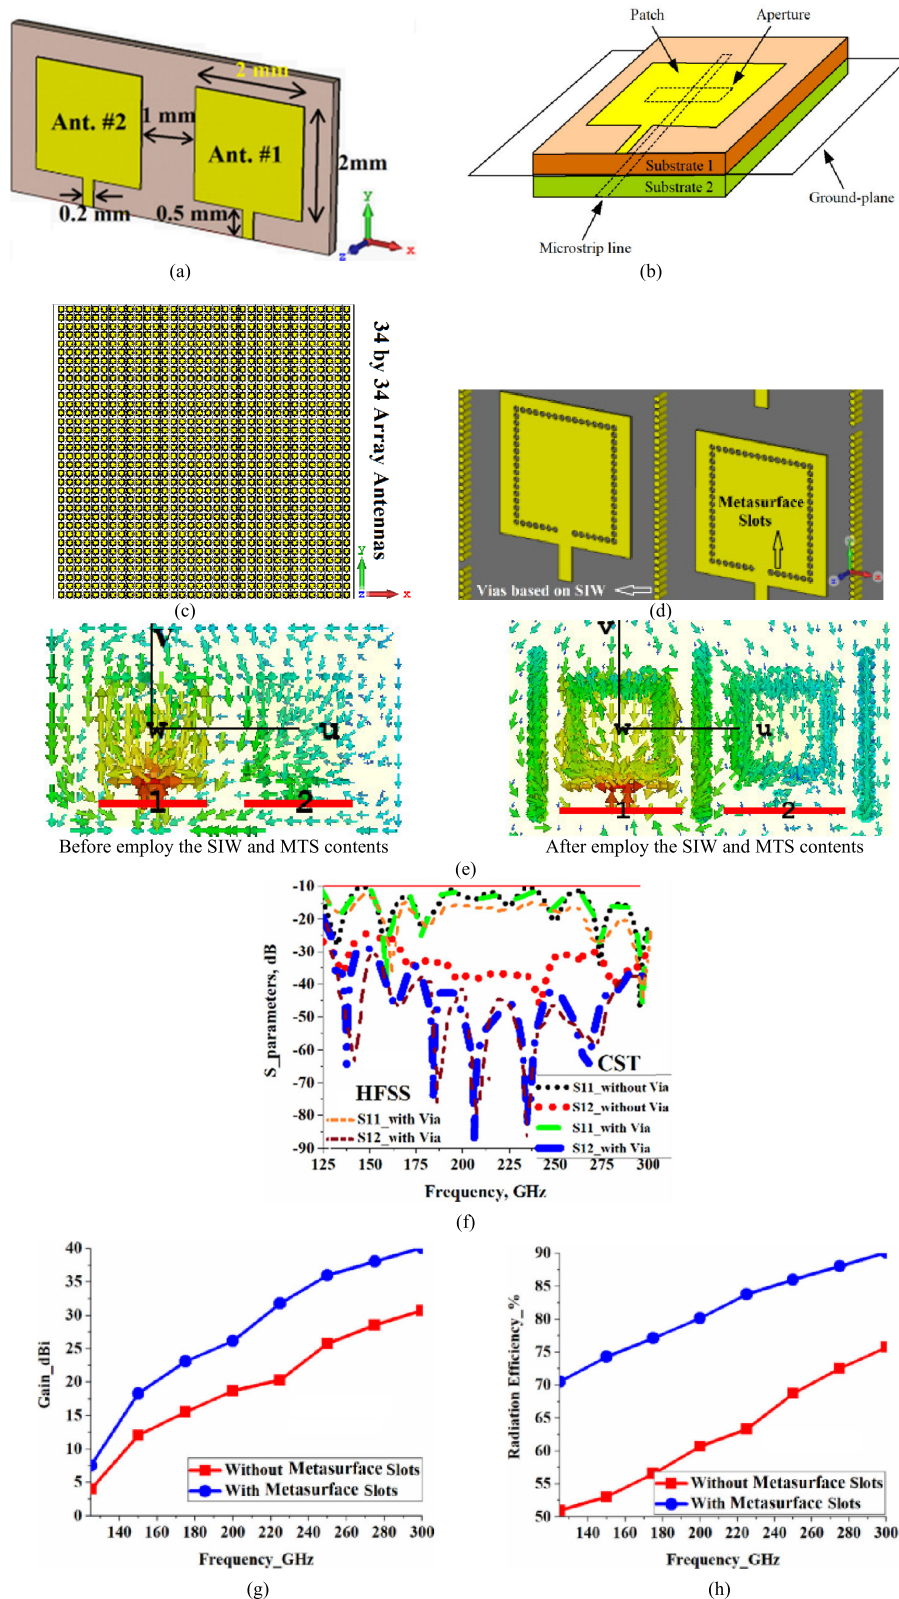 2 mm
Ant. #2
1 mm
Ant. #1
2mm
0.2 mm
0.5 mm
Y
z
x
(a)
Patch
Aperture
Substrate 1
Substrate 2
Ground-plane
Microstrip line
(b)
34 by 34 Array Antennas
Y
z
x
(c)
Metasurface
Slots
Vias based on SIW
(d)
v
w
u
1
2
Before employ the SIW and MTS contents
v
w
u
1
2
After employ the SIW and MTS contents
(e)
-10
-20
-30
-40
-50
-60
-70
-80
-90
S_parameters, dB
HFSS
S11_with Via
S12_with Via
CST
S11_without Via
S12_without Via
S11_with Via
S12_with Via
125 150 175 200 225 250 275 300
Frequency, GHz
(f)
40
35
30
25
20
15
10
5
0
Gain_dBi
Without Metasurface Slots
With Metasurface Slots
140 160 180 200 220 240 260 280 300
Frequency_GHz
(g)
90
85
80
75
70
65
60
55
50
Radiation Efficiency_%
Without Metasurface Slots
With Metasurface Slots
140 160 180 200 220 240 260 280 300
Frequency_GHz
(h)